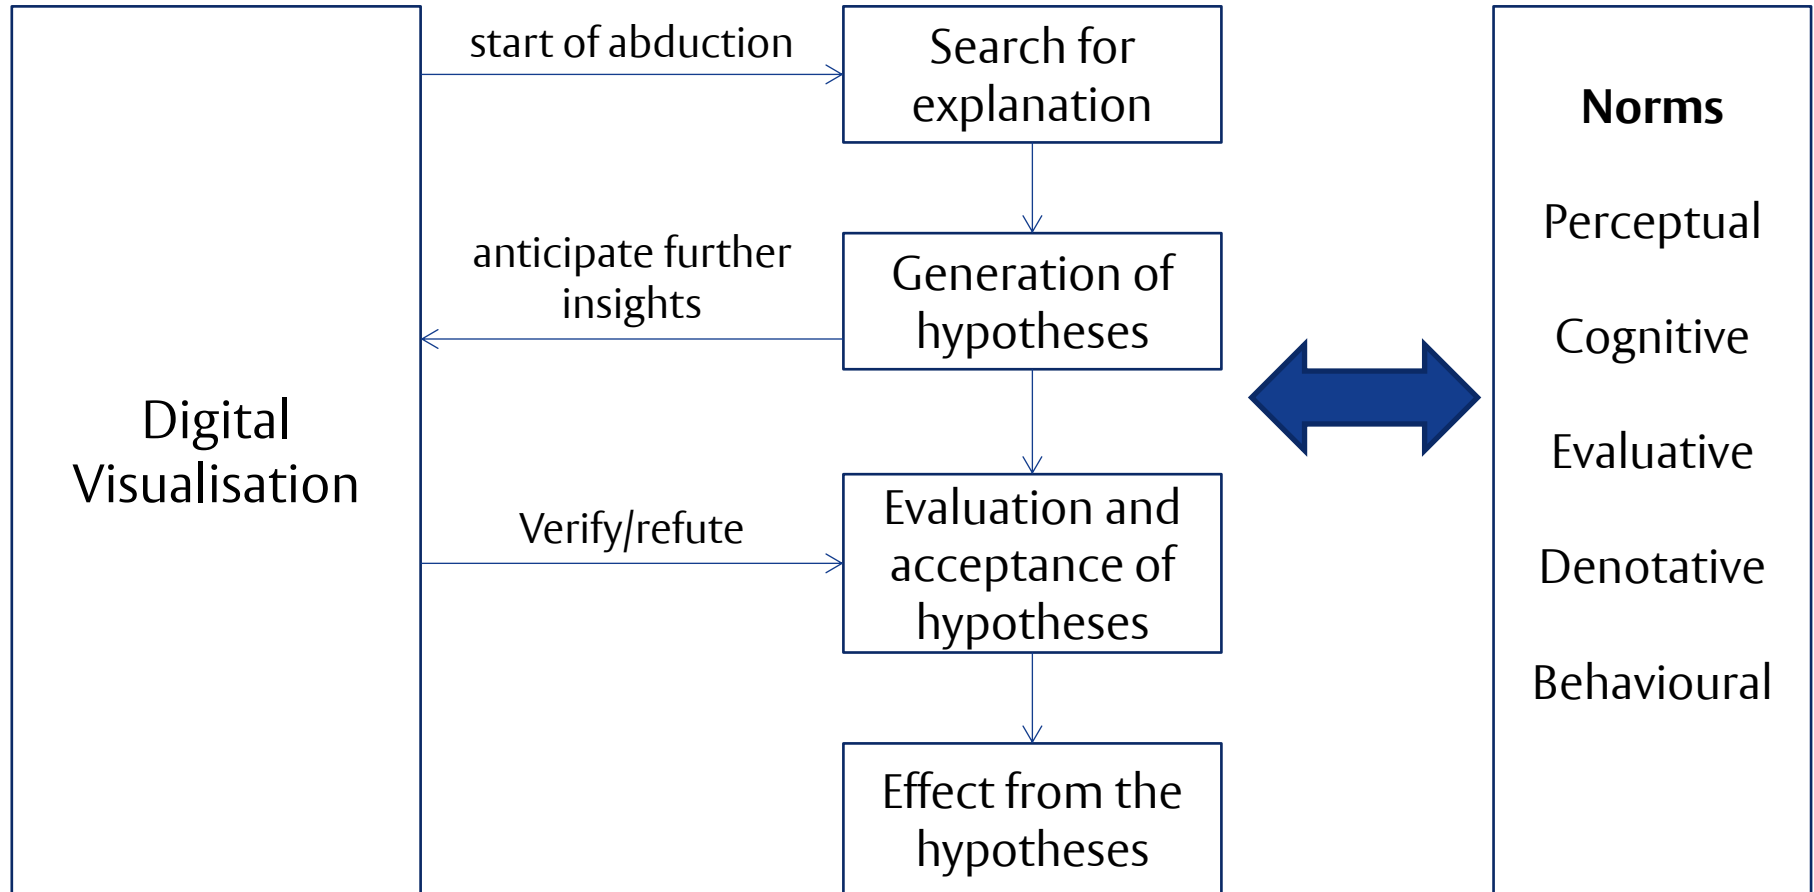 Digital
Visualisation
start of abduction
anticipate further
insights
Verify/refute
Search for
explanation
Generation of
hypotheses
Evaluation and
acceptance of
hypotheses
Effect from the
hypotheses
Norms
Perceptual
Cognitive
Evaluative
Denotative
Behavioural